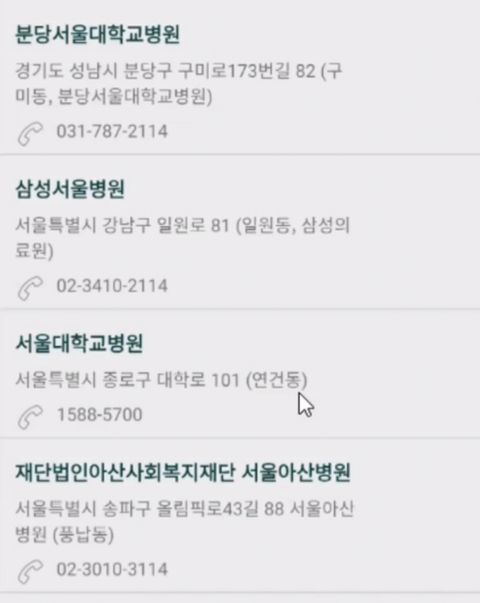 분당서울대학교병원
경기도 성남시 분당구 구미로173번길 82 (구
미동, 분당서울대학교병원)
031-787-2114
삼성서울병원
서울특별시 강남구 일원로 81 (일원동, 삼성의
료원)
02-3410-2114
서울대학교병원
서울특별시 종로구 대학로 101 (연건동)
1588-5700
재단법인아산사회복지재단 서울아산병원
서울특별시 송파구 올림픽로43길 88 서울아산
병원 (풍납동)
02-3010-3114